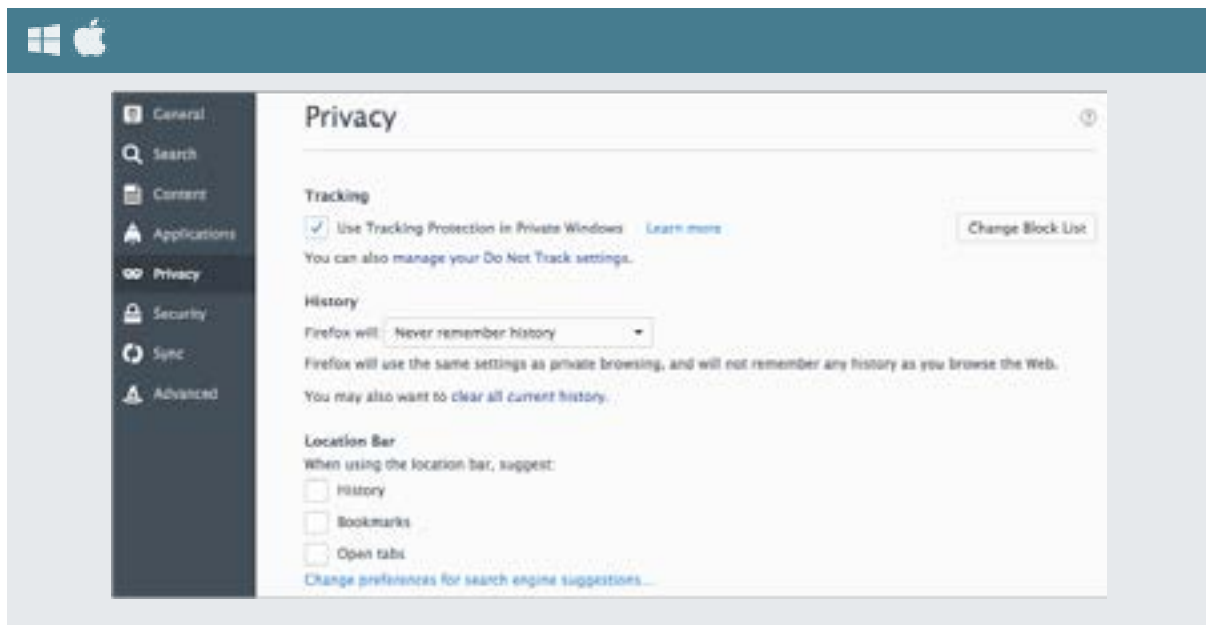 General
Search
Content
Applications
Privacy
Security
Sync
Advanced
Privacy
Tracking
Use Tracking Protection in Private Windows Learn more
Change Block List
You can also manage your Do Not Track settings.
History
Firefox will: Never remember history
Firefox will use the same settings as private browsing, and will not remember any history as you browse the Web.
You may also want to clear all current history.
Location Bar
When using the location bar, suggest:
History
Bookmarks
Open tabs
Change preferences for search engine suggestions...